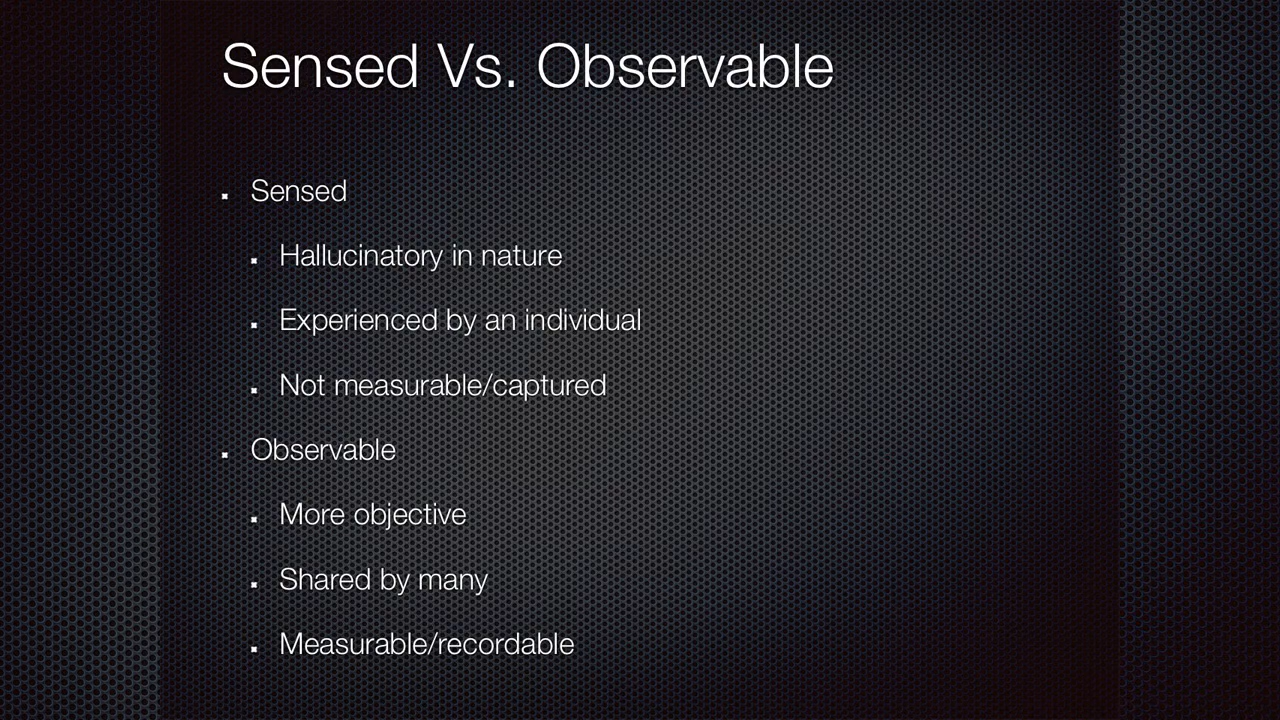 Sensed Vs. Observable
Sensed
Hallucinatory in nature
Experienced by an individual
Not measurable/captured
Observable
More objective
Shared by many
Measurable/recordable